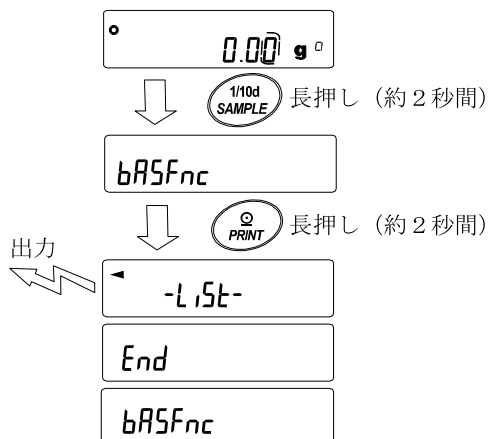 0.00 g
1/10d
SAMPLE
長押し（約２秒間）
bASFnc
PRINT
長押し（約２秒間）
出力
-LiSt-
End
bASFnc